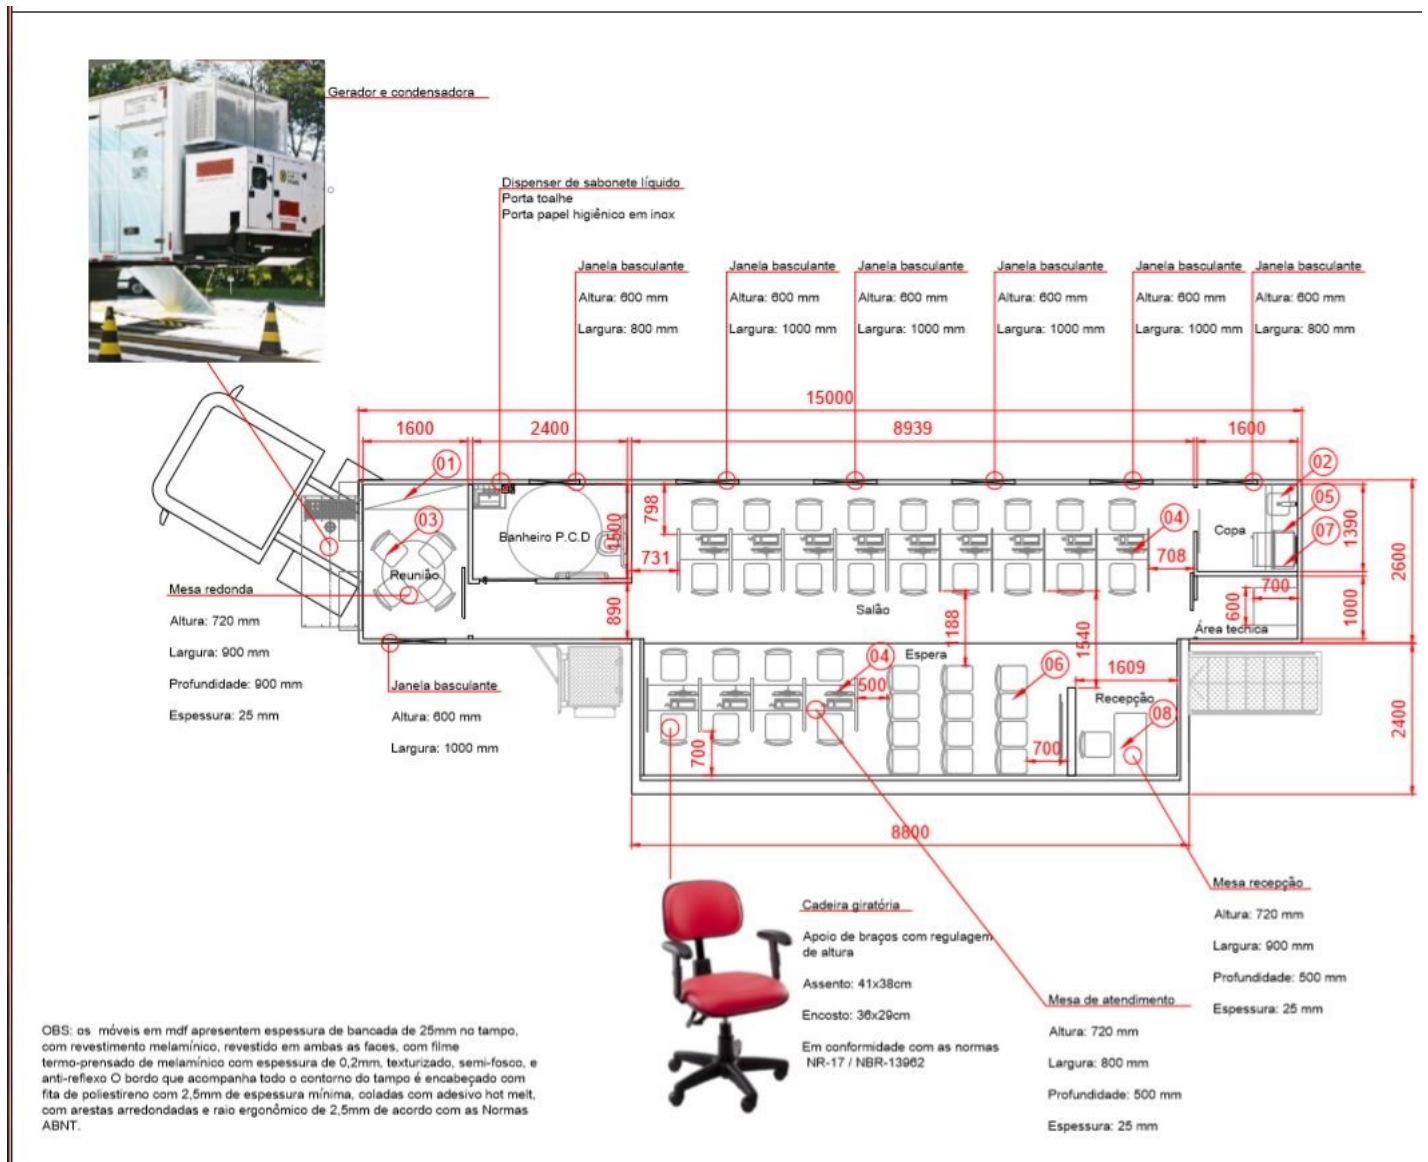 Gerador e condensadora
Dispenser de sabonete líquido
Porta toalhe
Porta papel higiênico em inox
Janela basculante
Altura: 600 mm
Largura: 800 mm
Janela basculante
Altura: 600 mm
Largura: 1000 mm
Janela basculante
Altura: 600 mm
Largura: 1000 mm
Janela basculante
Altura: 600 mm
Largura: 1000 mm
Janela basculante
Altura: 600 mm
Largura: 1000 mm
Janela basculante
Altura: 600 mm
Largura: 800 mm
15000
1600
2400
8939
1600
01
02
03
04
05
07
Reunião
Banheiro P.C.D
1500
798
731
708
Copa
1390
2600
890
Salão
1188
1540
600
700
1000
Área tecnica
Mesa redonda
Altura: 720 mm
Largura: 900 mm
Profundidade: 900 mm
Espessura: 25 mm
Janela basculante
Altura: 600 mm
Largura: 1000 mm
04
500
Espera
06
1609
Recepção
08
700
700
2400
8800
Cadeira giratória
Apoio de braços com regulagem
de altura
Assento: 41x38cm
Encosto: 36x29cm
Em conformidade com as normas
NR-17 / NBR-13962
Mesa de atendimento
Altura: 720 mm
Largura: 800 mm
Profundidade: 500 mm
Espessura: 25 mm
Mesa recepção
Altura: 720 mm
Largura: 900 mm
Profundidade: 500 mm
Espessura: 25 mm
OBS: os móveis em mdf apresentem espessura de bancada de 25mm no tampo,
com revestimento melamínico, revestido em ambas as faces, com filme
termo-prensado de melamínico com espessura de 0,2mm, texturizado, semi-fosco, e
anti-reflexo O bordo que acompanha todo o contorno do tampo é encabeçado com
fita de poliestireno com 2,5mm de espessura mínima, coladas com adesivo hot melt,
com arestas arredondadas e raio ergonômico de 2,5mm de acordo com as Normas
ABNT.